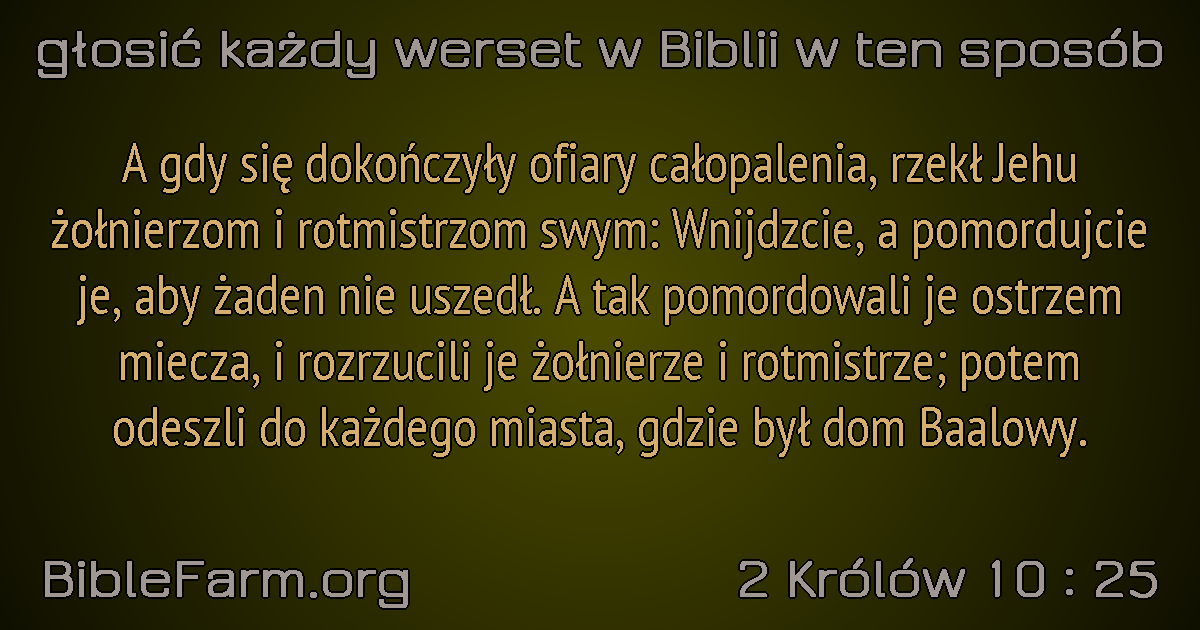 głosić każdy werset w Biblii w ten sposób
A gdy się dokończyły ofiary całopalenia, rzekł Jehu
żołnierzom i rotmistrzom swym: Wnijdzcie, a pomordujcie
je, aby żaden nie uszedł. A tak pomordowali je ostrzem
miecza, i rozrzucili je żołnierze i rotmistrze; potem
odeszli do każdego miasta, gdzie był dom Baalowy.
BibleFarm.org
2 Królów 10 : 25